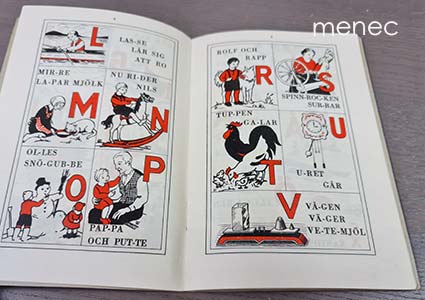 menec
L
LAS-SE
LÄR SIG
ATT RO
MIR-RE
LA-PAR MJÖLK
M
NU RI-DER
NILS
N
OL-LES
SNÖ-GUB-BE
O
P
PAP-PA
OCH PUT-TE
ROLF OCH
RAPP
R
S
SPINN-ROC-KEN
SUR-RAR
TUP-PEN
GA-LAR
T
U
U-RET
GÅR
V
VÅ-GEN
VÄ-GER
VE-TE-MJÖL